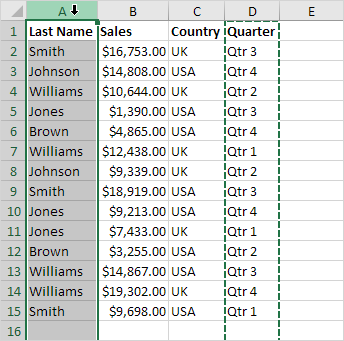 A B C D E
1 Last Name Sales Country Quarter
2 Smith $16,753.00 UK Qtr 3
3 Johnson $14,808.00 USA Qtr 4
4 Williams $10,644.00 UK Qtr 2
5 Jones $1,390.00 USA Qtr 3
6 Brown $4,865.00 USA Qtr 4
7 Williams $12,438.00 UK Qtr 1
8 Johnson $9,339.00 UK Qtr 2
9 Smith $18,919.00 USA Qtr 3
10 Jones $9,213.00 USA Qtr 4
11 Jones $7,433.00 UK Qtr 1
12 Brown $3,255.00 USA Qtr 2
13 Williams $14,867.00 USA Qtr 3
14 Williams $19,302.00 UK Qtr 4
15 Smith $9,698.00 USA Qtr 1
16